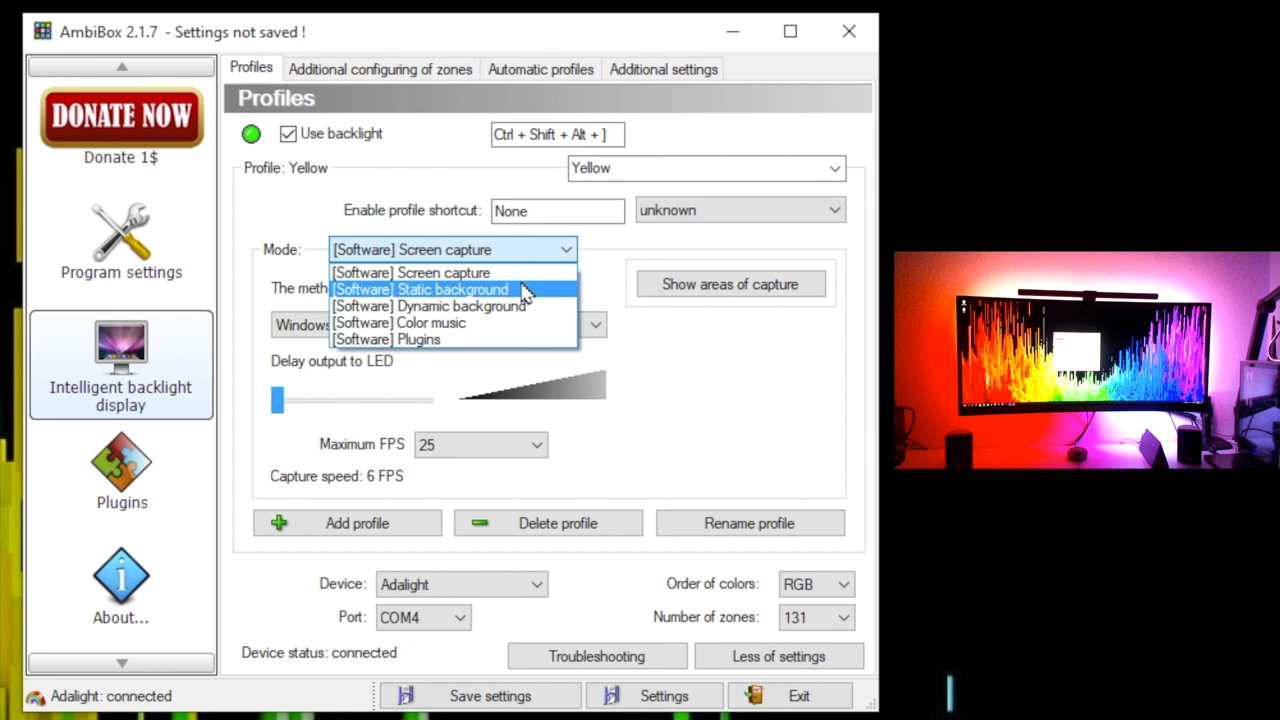 AmbiBox 2.1.7 - Settings not saved !
Profiles
Additional configuring of zones
Automatic profiles
Additional settings
DONATE NOW
Donate 1$
Program settings
Intelligent backlight
display
Plugins
About...
Profiles
Use backlight
Ctrl + Shift + Alt + ]
Profile: Yellow
Yellow
Enable profile shortcut:
None
unknown
Mode:
[Software] Screen capture
[Software] Screen capture
[Software] Static background
[Software] Dynamic background
[Software] Color music
[Software] Plugins
The meth
Show areas of capture
Windows
Delay output to LED
Maximum FPS
25
Capture speed: 6 FPS
Add profile
Delete profile
Rename profile
Device:
Adalight
Order of colors:
RGB
Port:
COM4
Number of zones:
131
Device status: connected
Troubleshooting
Less of settings
Adalight: connected
Save settings
Settings
Exit